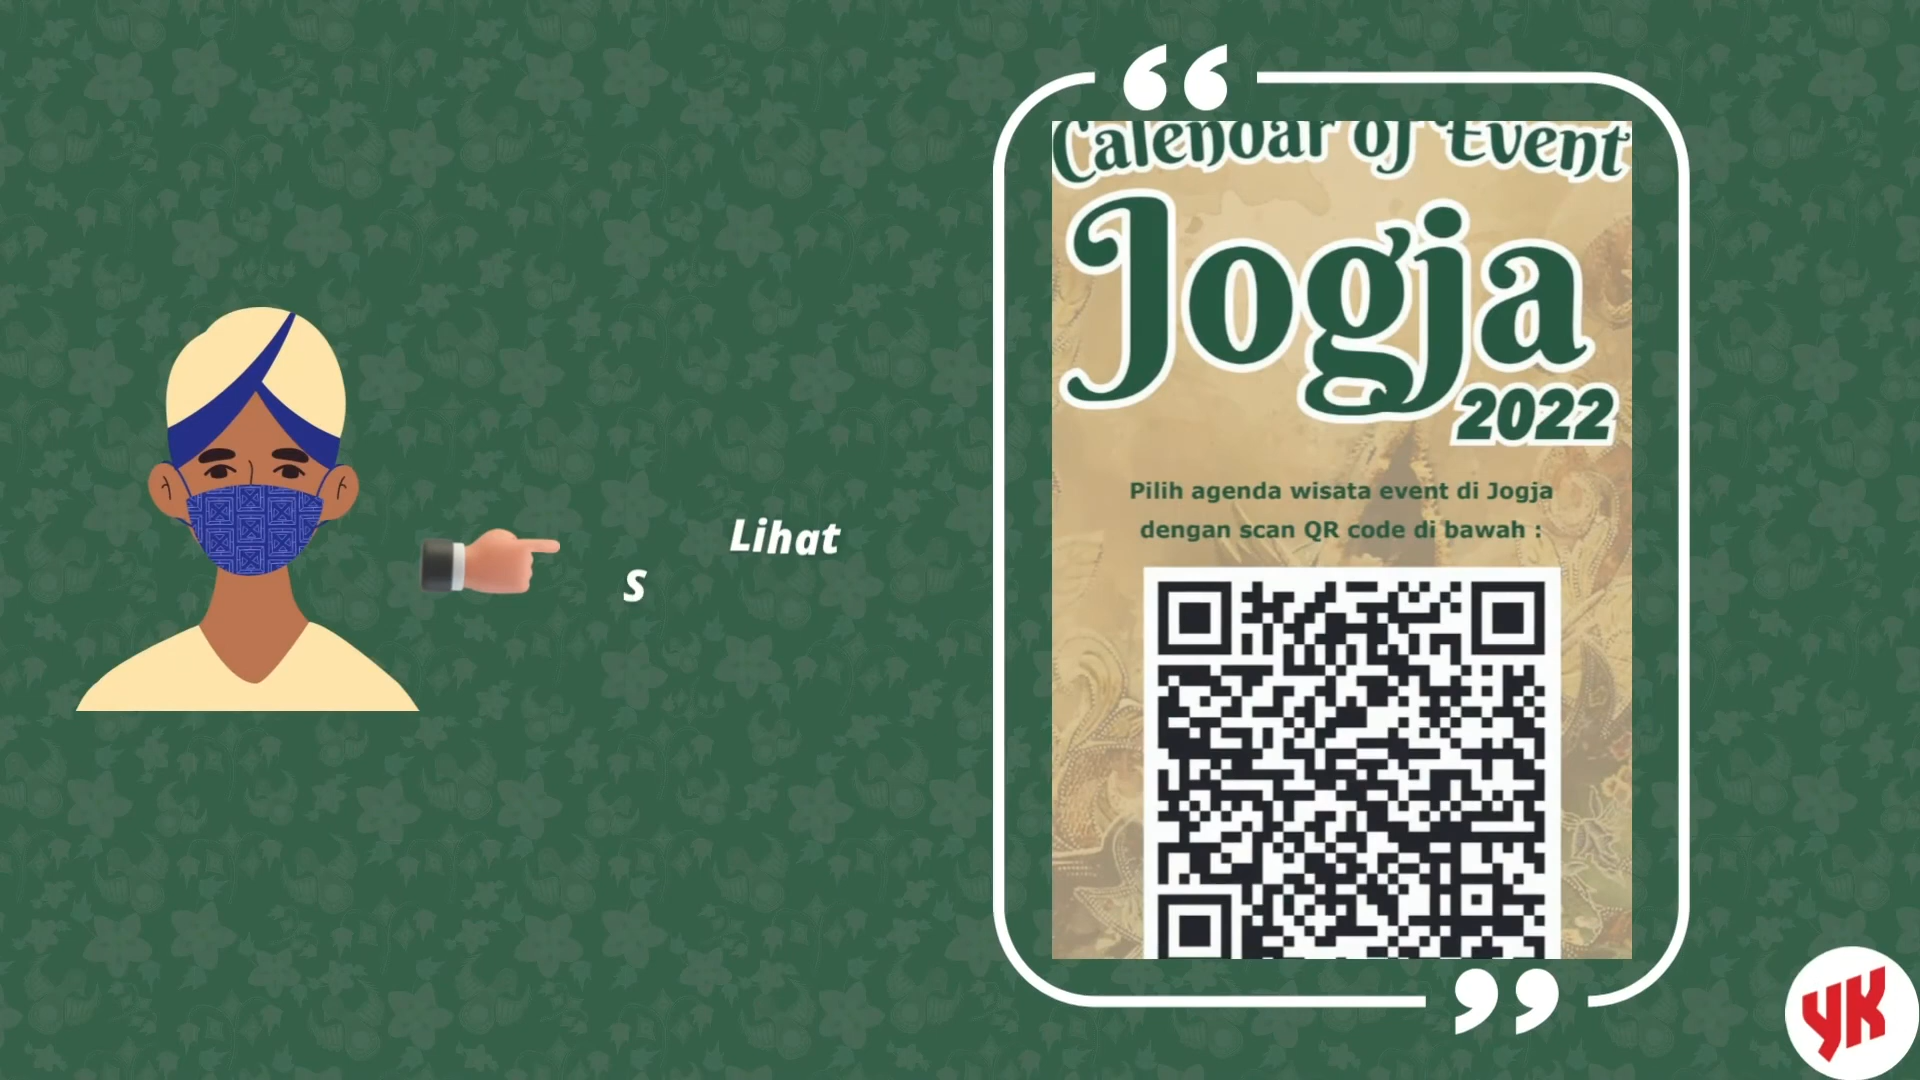 Lihat
S
Calendar of Event
Jogja
2022
Pilih agenda wisata event di Jogja
dengan scan QR code di bawah :
YK